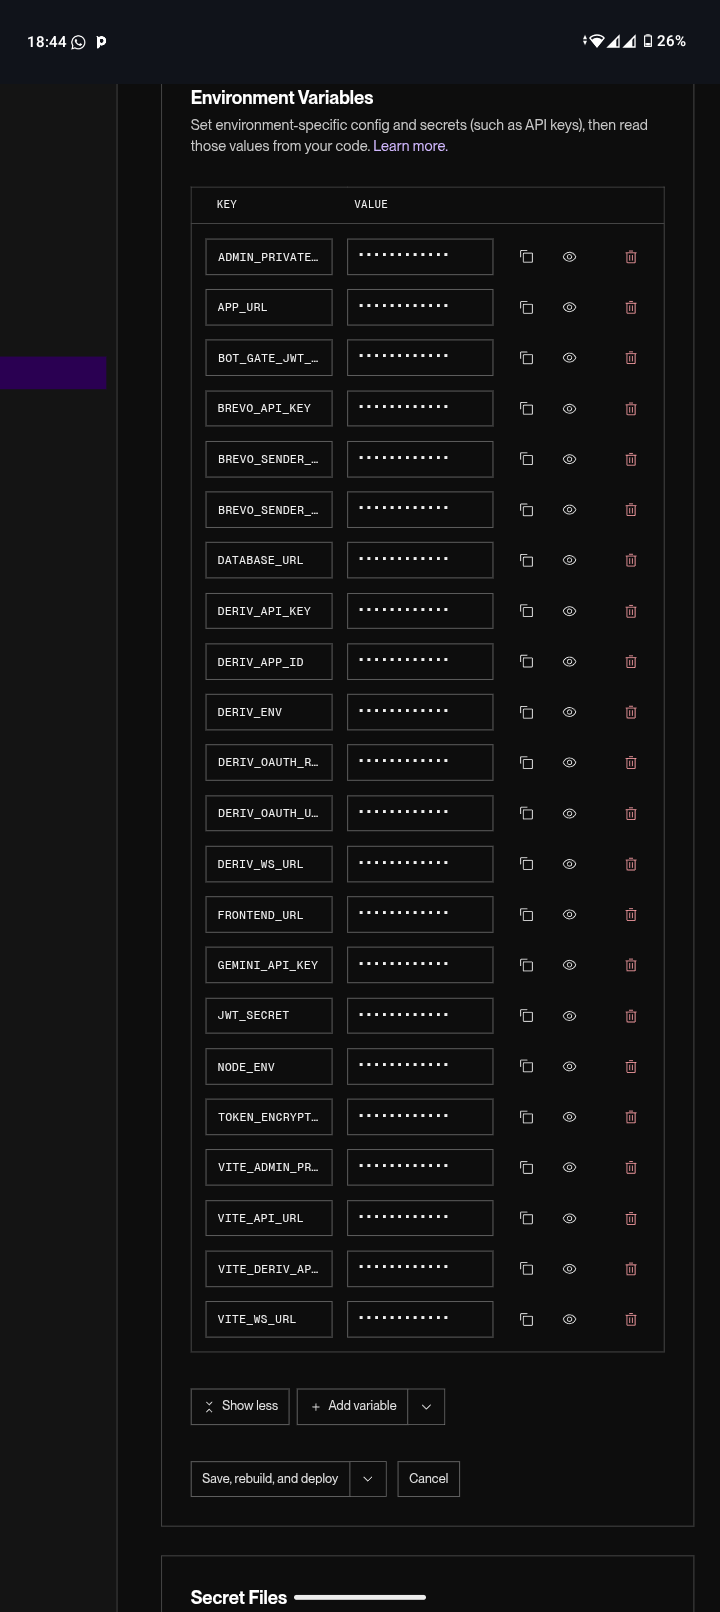 18:44
26%
Environment Variables
Set environment-specific config and secrets (such as API keys), then read
those values from your code. Learn more.
KEY VALUE
ADMIN_PRIVATE…
APP_URL
BOT_GATE_JWT_…
BREVO_API_KEY
BREVO_SENDER_…
BREVO_SENDER_…
DATABASE_URL
DERIV_API_KEY
DERIV_APP_ID
DERIV_ENV
DERIV_OAUTH_R…
DERIV_OAUTH_U…
DERIV_WS_URL
FRONTEND_URL
GEMINI_API_KEY
JWT_SECRET
NODE_ENV
TOKEN_ENCRYPT…
VITE_ADMIN_PR…
VITE_API_URL
VITE_DERIV_AP…
VITE_WS_URL
Show less + Add variable
Save, rebuild, and deploy Cancel
Secret Files